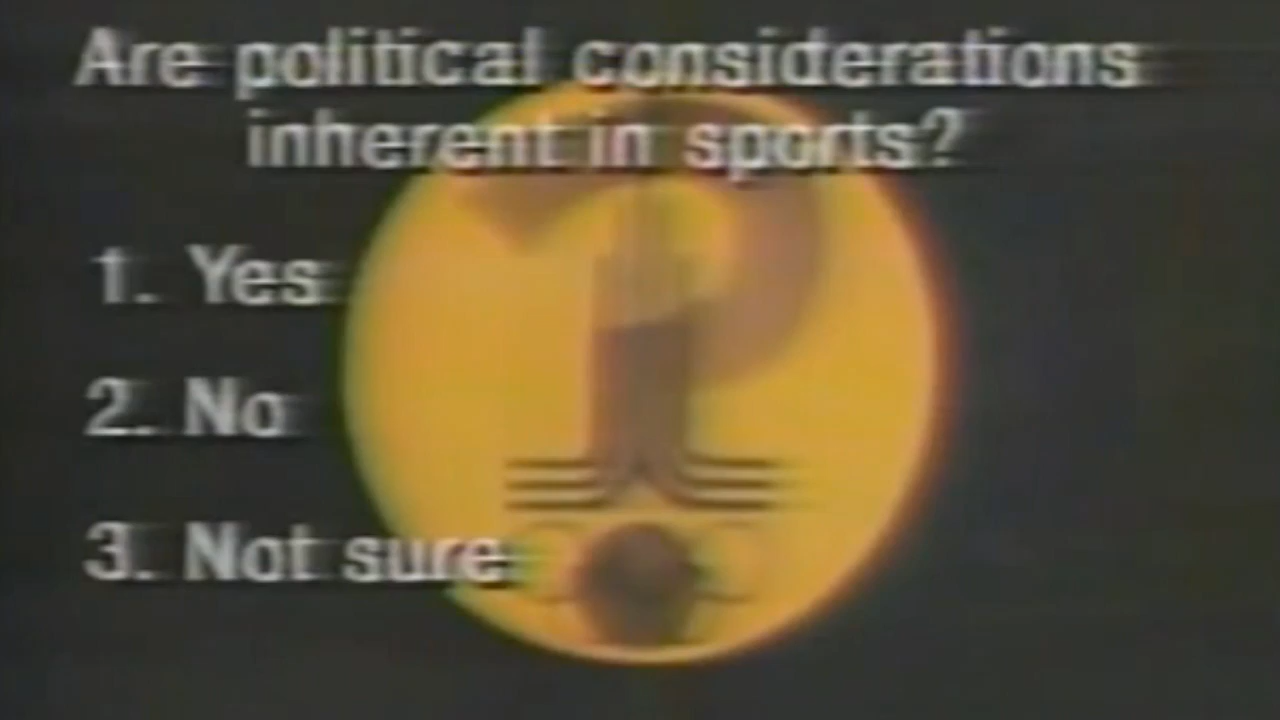 Are political considerations
inherent in sports?
1. Yes
2. No
3. Not sure